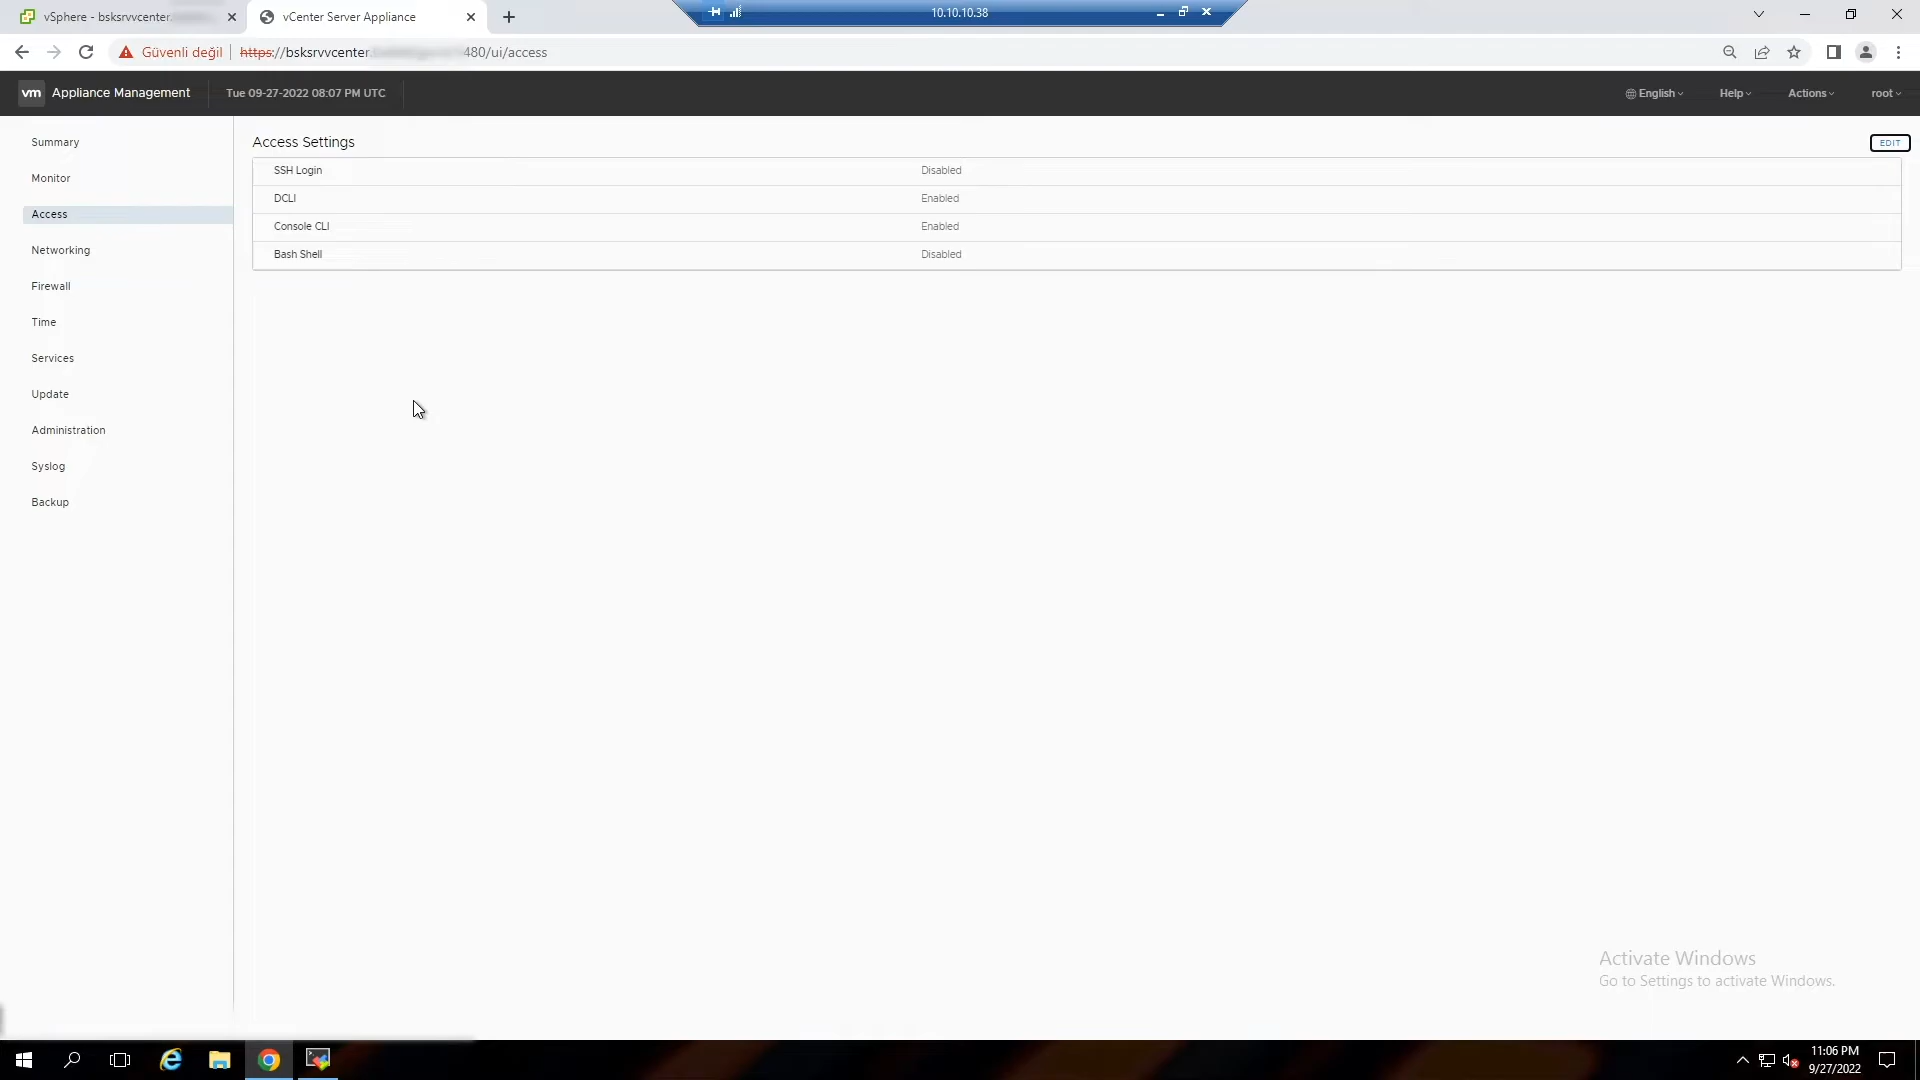 vSphere - bsksrvvcenter.
vCenter Server Appliance
10.10.10.38
Güvenli değil
https://bsksrvvcenter.
480/ui/access
vm Appliance Management
Tue 09-27-2022 08:07 PM UTC
English
Help
Actions
root
Summary
Monitor
Access
Networking
Firewall
Time
Services
Update
Administration
Syslog
Backup
Access Settings
EDIT
SSH Login Disabled
DCLI Enabled
Console CLI Enabled
Bash Shell Disabled
Activate Windows
Go to Settings to activate Windows.
11:06 PM
9/27/2022